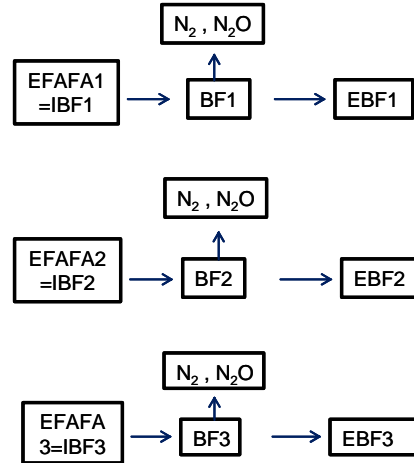 N₂ , N₂O
EFAFA1
=IBF1
BF1
EBF1
N₂ , N₂O
EFAFA2
=IBF2
BF2
EBF2
N₂ , N₂O
EFAFA
3=IBF3
BF3
EBF3